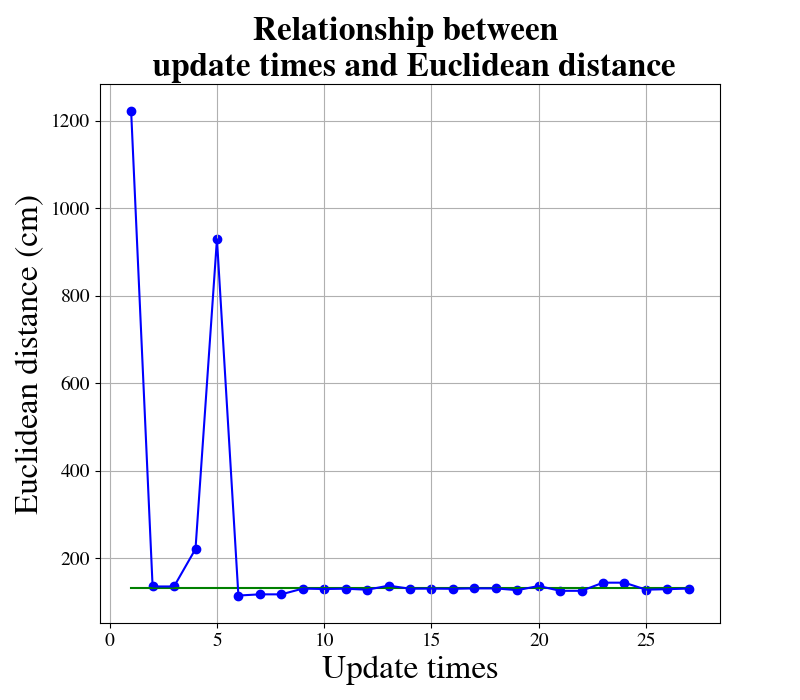 Relationship between
update times and Euclidean distance
Euclidean distance (cm)
1200
1000
800
600
400
200
0 5 10 15 20 25
Update times